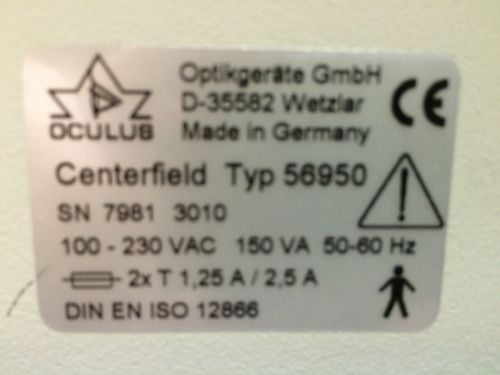 Optikgeräte GmbH
D-35582 Wetzlar
Made in Germany
OCULUS
CE
Centerfield Typ 56950
SN 7981 3010
100 - 230 VAC 150 VA 50-60 Hz
2x T 1,25 A / 2,5 A
DIN EN ISO 12866